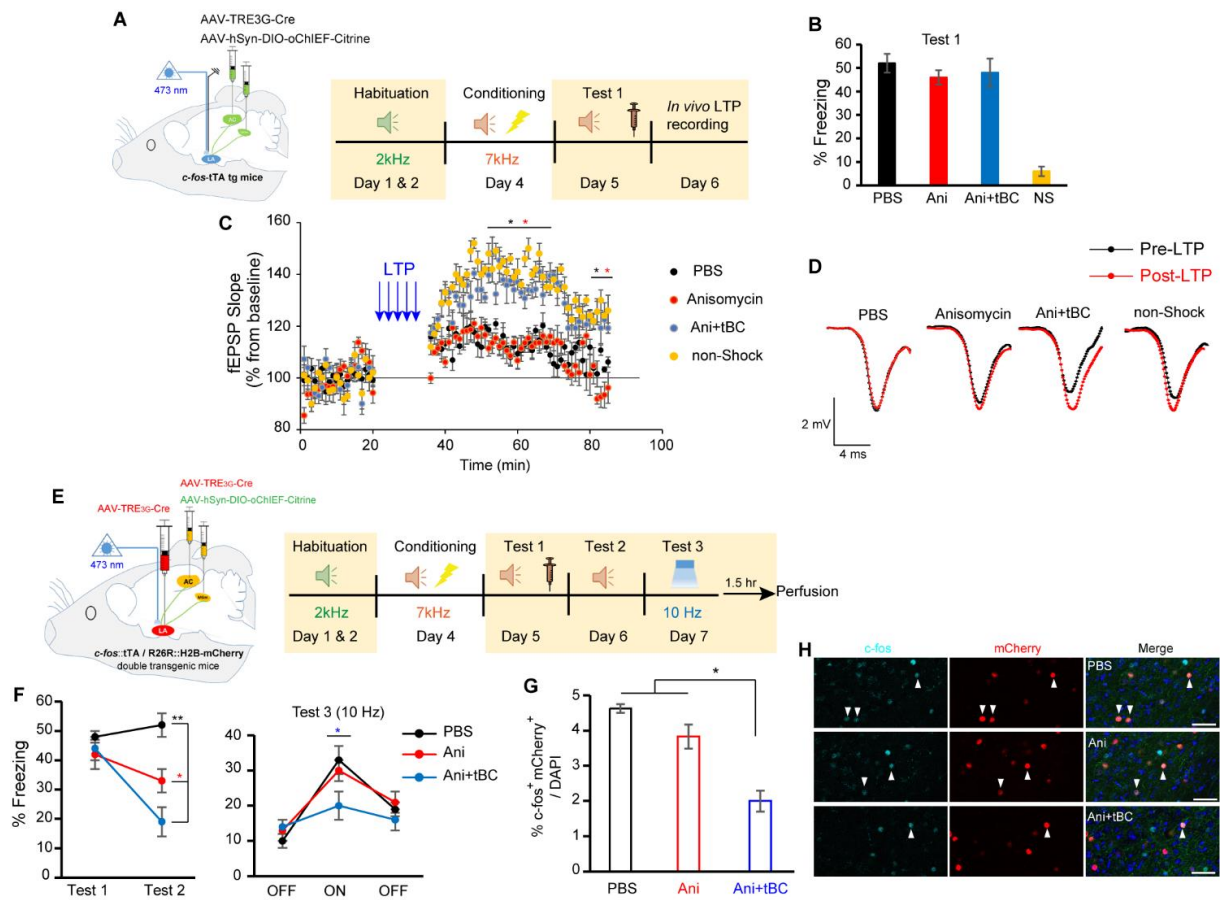 A
AAV-TRE3G-Cre
AAV-hSyn-DIO-oChIEF-Citrine
473 nm
AC
LA
c-fos-tTA tg mice
Habituation
Conditioning
Test 1
In vivo LTP
recording
2kHz
7kHz
Day 1 & 2
Day 4
Day 5
Day 6
B
Test 1
% Freezing
60
50
40
30
20
10
0
PBS
Ani
Ani+tBC
NS
C
fEPSP Slope
(% from baseline)
160
140
120
100
80
* *
* *
LTP
PBS
Anisomycin
Ani+tBC
non-Shock
0
20
40
60
80
100
Time (min)
D
Pre-LTP
Post-LTP
PBS
Anisomycin
Ani+tBC
non-Shock
2 mV
4 ms
E
AAV-TRE3G-Cre
AAV-hSyn-DIO-oChIEF-Citrine
AAV-TRE3G-Cre
473 nm
AC
LA
c-fos::tTA / R26R::H2B-mCherry
double transgenic mice
Habituation
Conditioning
Test 1
Test 2
Test 3
1.5 hr
Perfusion
2kHz
7kHz
10 Hz
Day 1 & 2
Day 4
Day 5
Day 6
Day 7
F
% Freezing
60
50
40
30
20
10
0
**
*
Test 1
Test 2
Test 3 (10 Hz)
*
40
30
20
10
0
OFF
ON
OFF
PBS
Ani
Ani+tBC
G
% c-fos+ mCherry+
/ DAPI
*
5
4
3
2
1
0
PBS
Ani
Ani+tBC
H
c-fos
mCherry
Merge
PBS
Ani
Ani+tBC